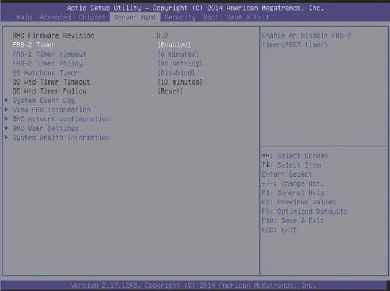 Aptio Setup Utility - Copyright (C) 2014 American Megatrends, Inc.
Main Advanced Chipset Server Mgmt Security Boot Save & Exit
BMC Firmware Revision 0.0
FRB-2 Timer [Enabled]
FRB-2 Timer Timeout [6 minutes]
FRB-2 Timer Policy [Do Nothing]
OS Watchdog Timer [Disabled]
OS Wtd Timer Timeout [10 minutes]
OS Wtd Timer Policy [Reset]
System Event Log
View FRU information
BMC network configuration
BMC User Settings
System Health Information
Enable or Disable FRB-2
timer(POST timer)
Select Screen
Select Item
Enter: Select
+/-: Change Opt.
F1: General Help
F2: Previous Values
F9: Optimized Defaults
F10: Save & Exit
ESC: Exit
Version 2.17.1245. Copyright (C) 2014 American Megatrends, Inc.